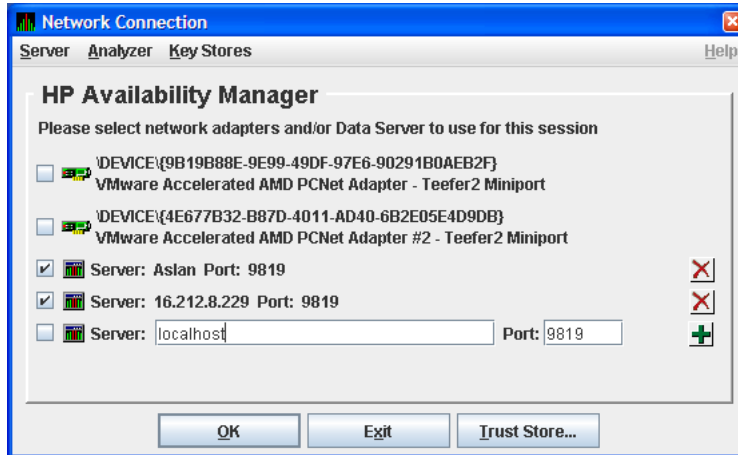 Network Connection
Server Analyzer Key Stores Help
HP Availability Manager
Please select network adapters and/or Data Server to use for this session
\DEVICE\{9B19B88E-9E99-49DF-97E6-90291B0AEB2F}
VMware Accelerated AMD PCNet Adapter - Teefer2 Miniport
\DEVICE\{4E677B32-B87D-4011-AD40-6B2E05E4D9DB}
VMware Accelerated AMD PCNet Adapter #2 - Teefer2 Miniport
Server: Aslan Port: 9819
Server: 16.212.8.229 Port: 9819
Server: localhost Port: 9819
OK Exit Trust Store...